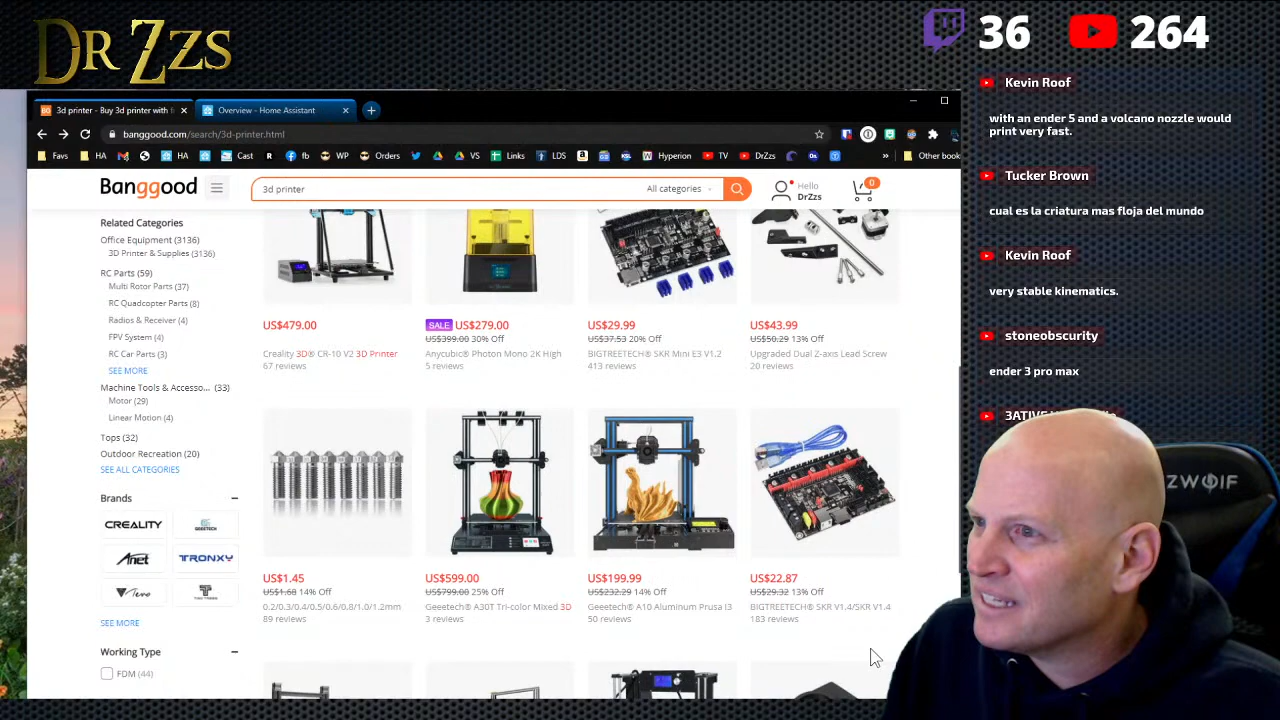 DR ZZS
36
264
3d printer - Buy 3d printer with f
Overview - Home Assistant
banggood.com/search/3d-printer.html
Favs
HA
HA
Cast
fb
WP
Orders
VS
Links
LDS
Hyperion
TV
DrZzs
Other book
Banggood
3d printer
All categories
Hello
DrZzs
0
Related Categories
Office Equipment (3136)
3D Printer & Supplies (3136)
RC Parts (59)
Multi Rotor Parts (37)
RC Quadcopter Parts (8)
Radios & Receiver (4)
FPV System (4)
RC Car Parts (3)
SEE MORE
Machine Tools & Accesso... (33)
Motor (29)
Linear Motion (4)
Tops (32)
Outdoor Recreation (20)
SEE ALL CATEGORIES
Brands
CREALITY
GEEETECH
Anet
TRONXY
Tevo
TWO TREES
SEE MORE
Working Type
FDM (44)
US$479.00
Creality 3D® CR-10 V2 3D Printer
67 reviews
SALE US$279.00
US$399.00 30% Off
Anycubic® Photon Mono 2K High
5 reviews
US$29.99
US$37.53 20% Off
BIGTREETECH® SKR Mini E3 V1.2
413 reviews
US$43.99
US$50.29 13% Off
Upgraded Dual Z-axis Lead Screw
20 reviews
US$1.45
US$1.68 14% Off
0.2/0.3/0.4/0.5/0.6/0.8/1.0/1.2mm
89 reviews
US$599.00
US$799.00 25% Off
Geeetech® A30T Tri-color Mixed 3D
3 reviews
US$199.99
US$232.29 14% Off
Geeetech® A10 Aluminum Prusa I3
50 reviews
US$22.87
US$29.32 13% Off
BIGTREETECH® SKR V1.4/SKR V1.4
183 reviews
Kevin Roof
with an ender 5 and a volcano nozzle would
print very fast.
Tucker Brown
cual es la criatura mas floja del mundo
Kevin Roof
very stable kinematics.
stoneobscurity
ender 3 pro max